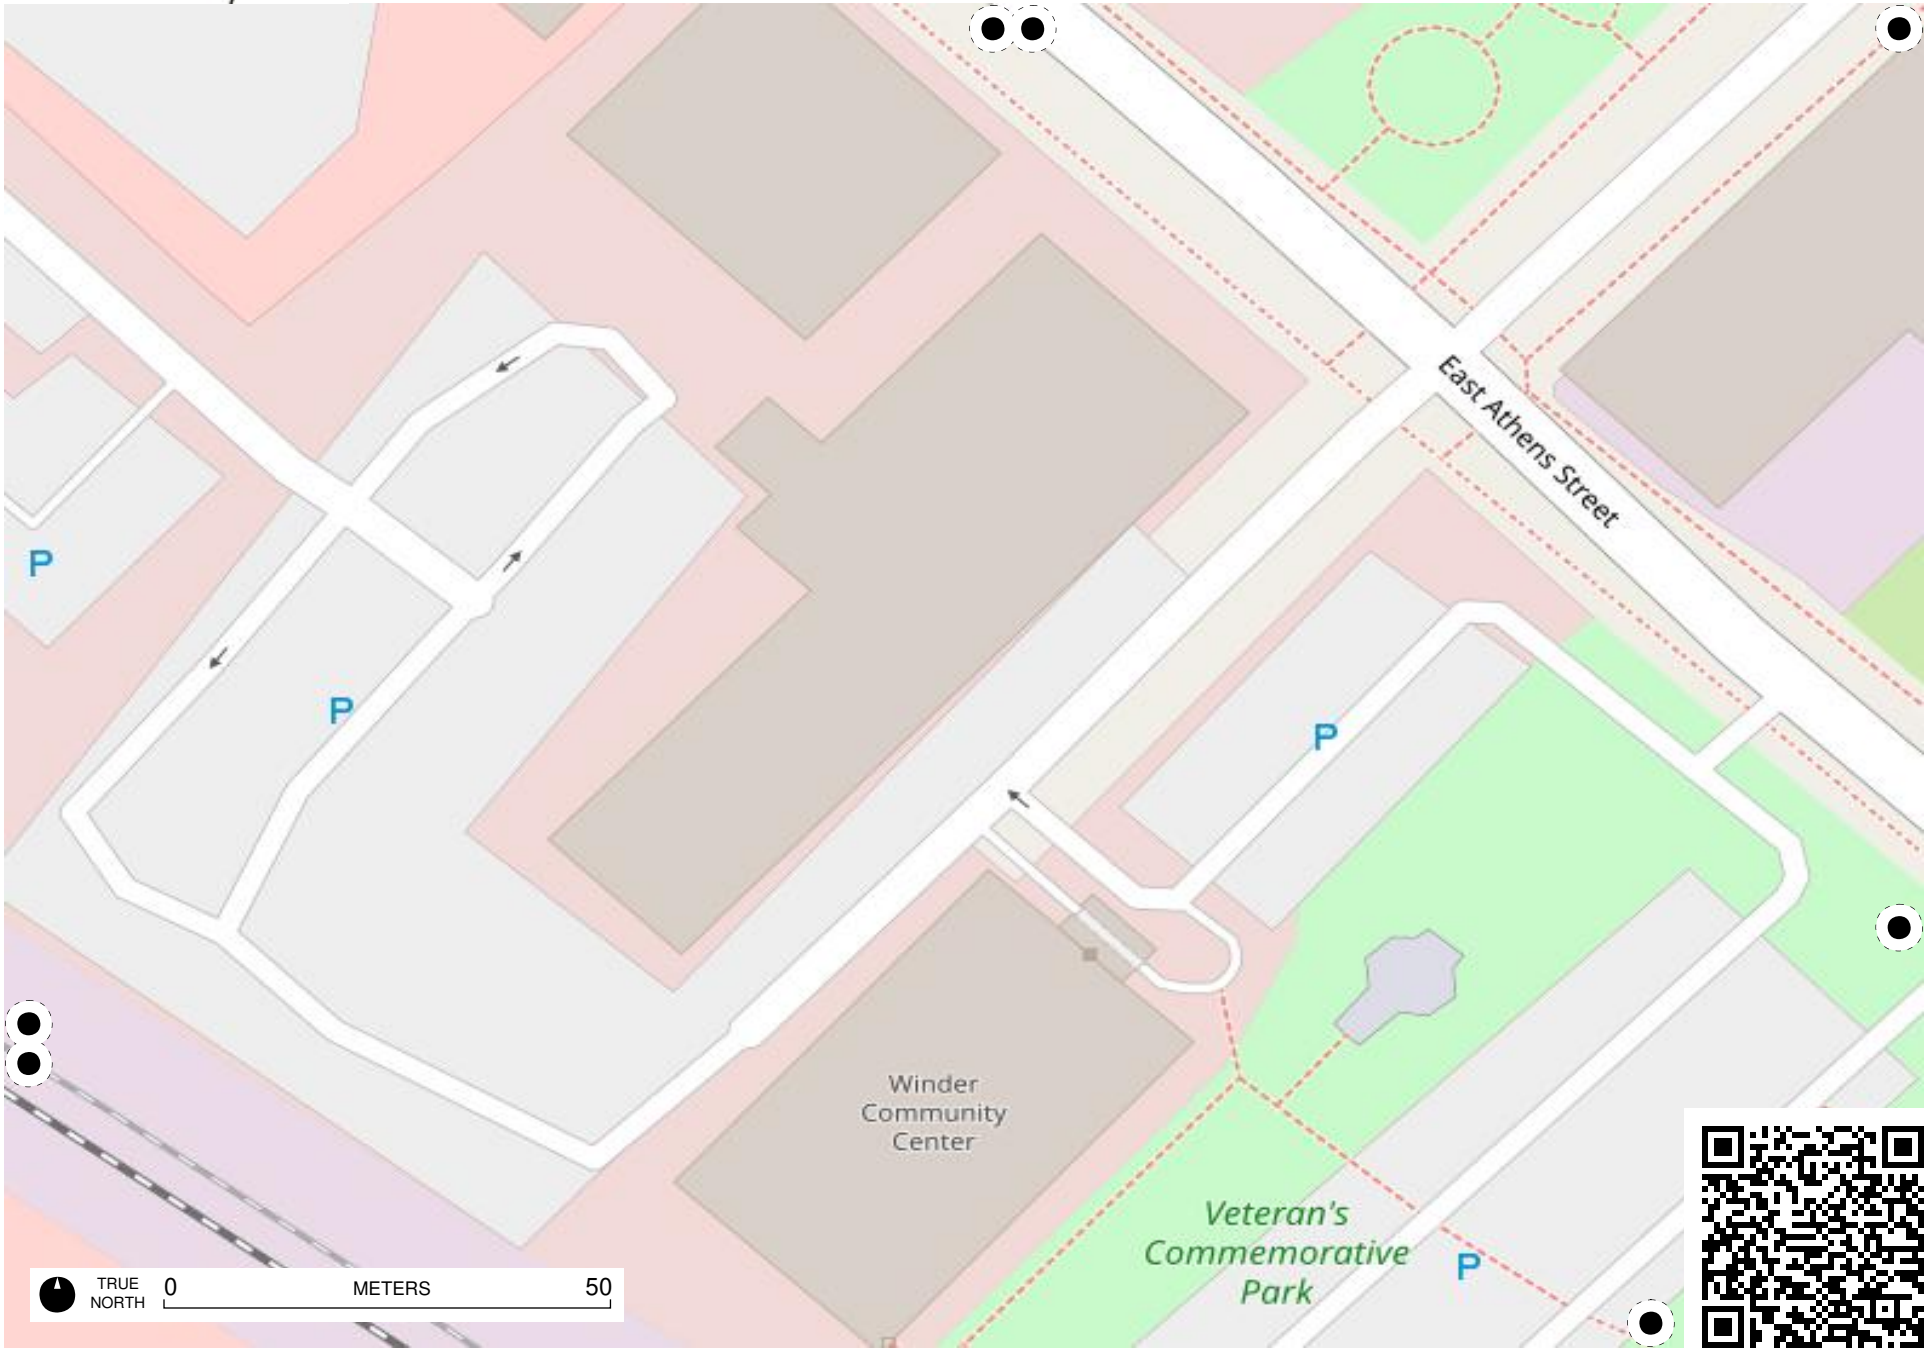 East Athens Street
P
P
P
Winder
Community
Center
Veteran's
Commemorative
Park
P
TRUE
NORTH
0
METERS
50